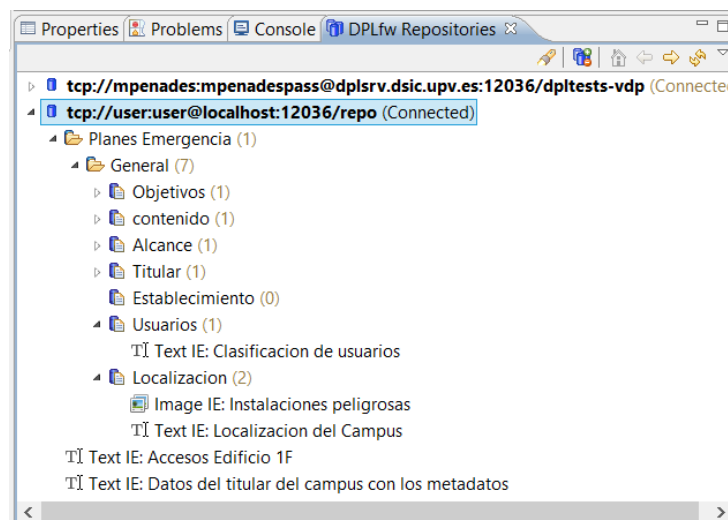 Properties Problems Console DPLfw Repositories
tcp://mpenades:mpenadespass@dplsrv.dsic.upv.es:12036/dpltests-vdp (Connecte
tcp://user:user@localhost:12036/repo (Connected)
Planes Emergencia (1)
General (7)
Objetivos (1)
contenido (1)
Alcance (1)
Titular (1)
Establecimiento (0)
Usuarios (1)
Text IE: Clasificacion de usuarios
Localizacion (2)
Image IE: Instalaciones peligrosas
Text IE: Localizacion del Campus
Text IE: Accesos Edificio 1F
Text IE: Datos del titular del campus con los metadatos